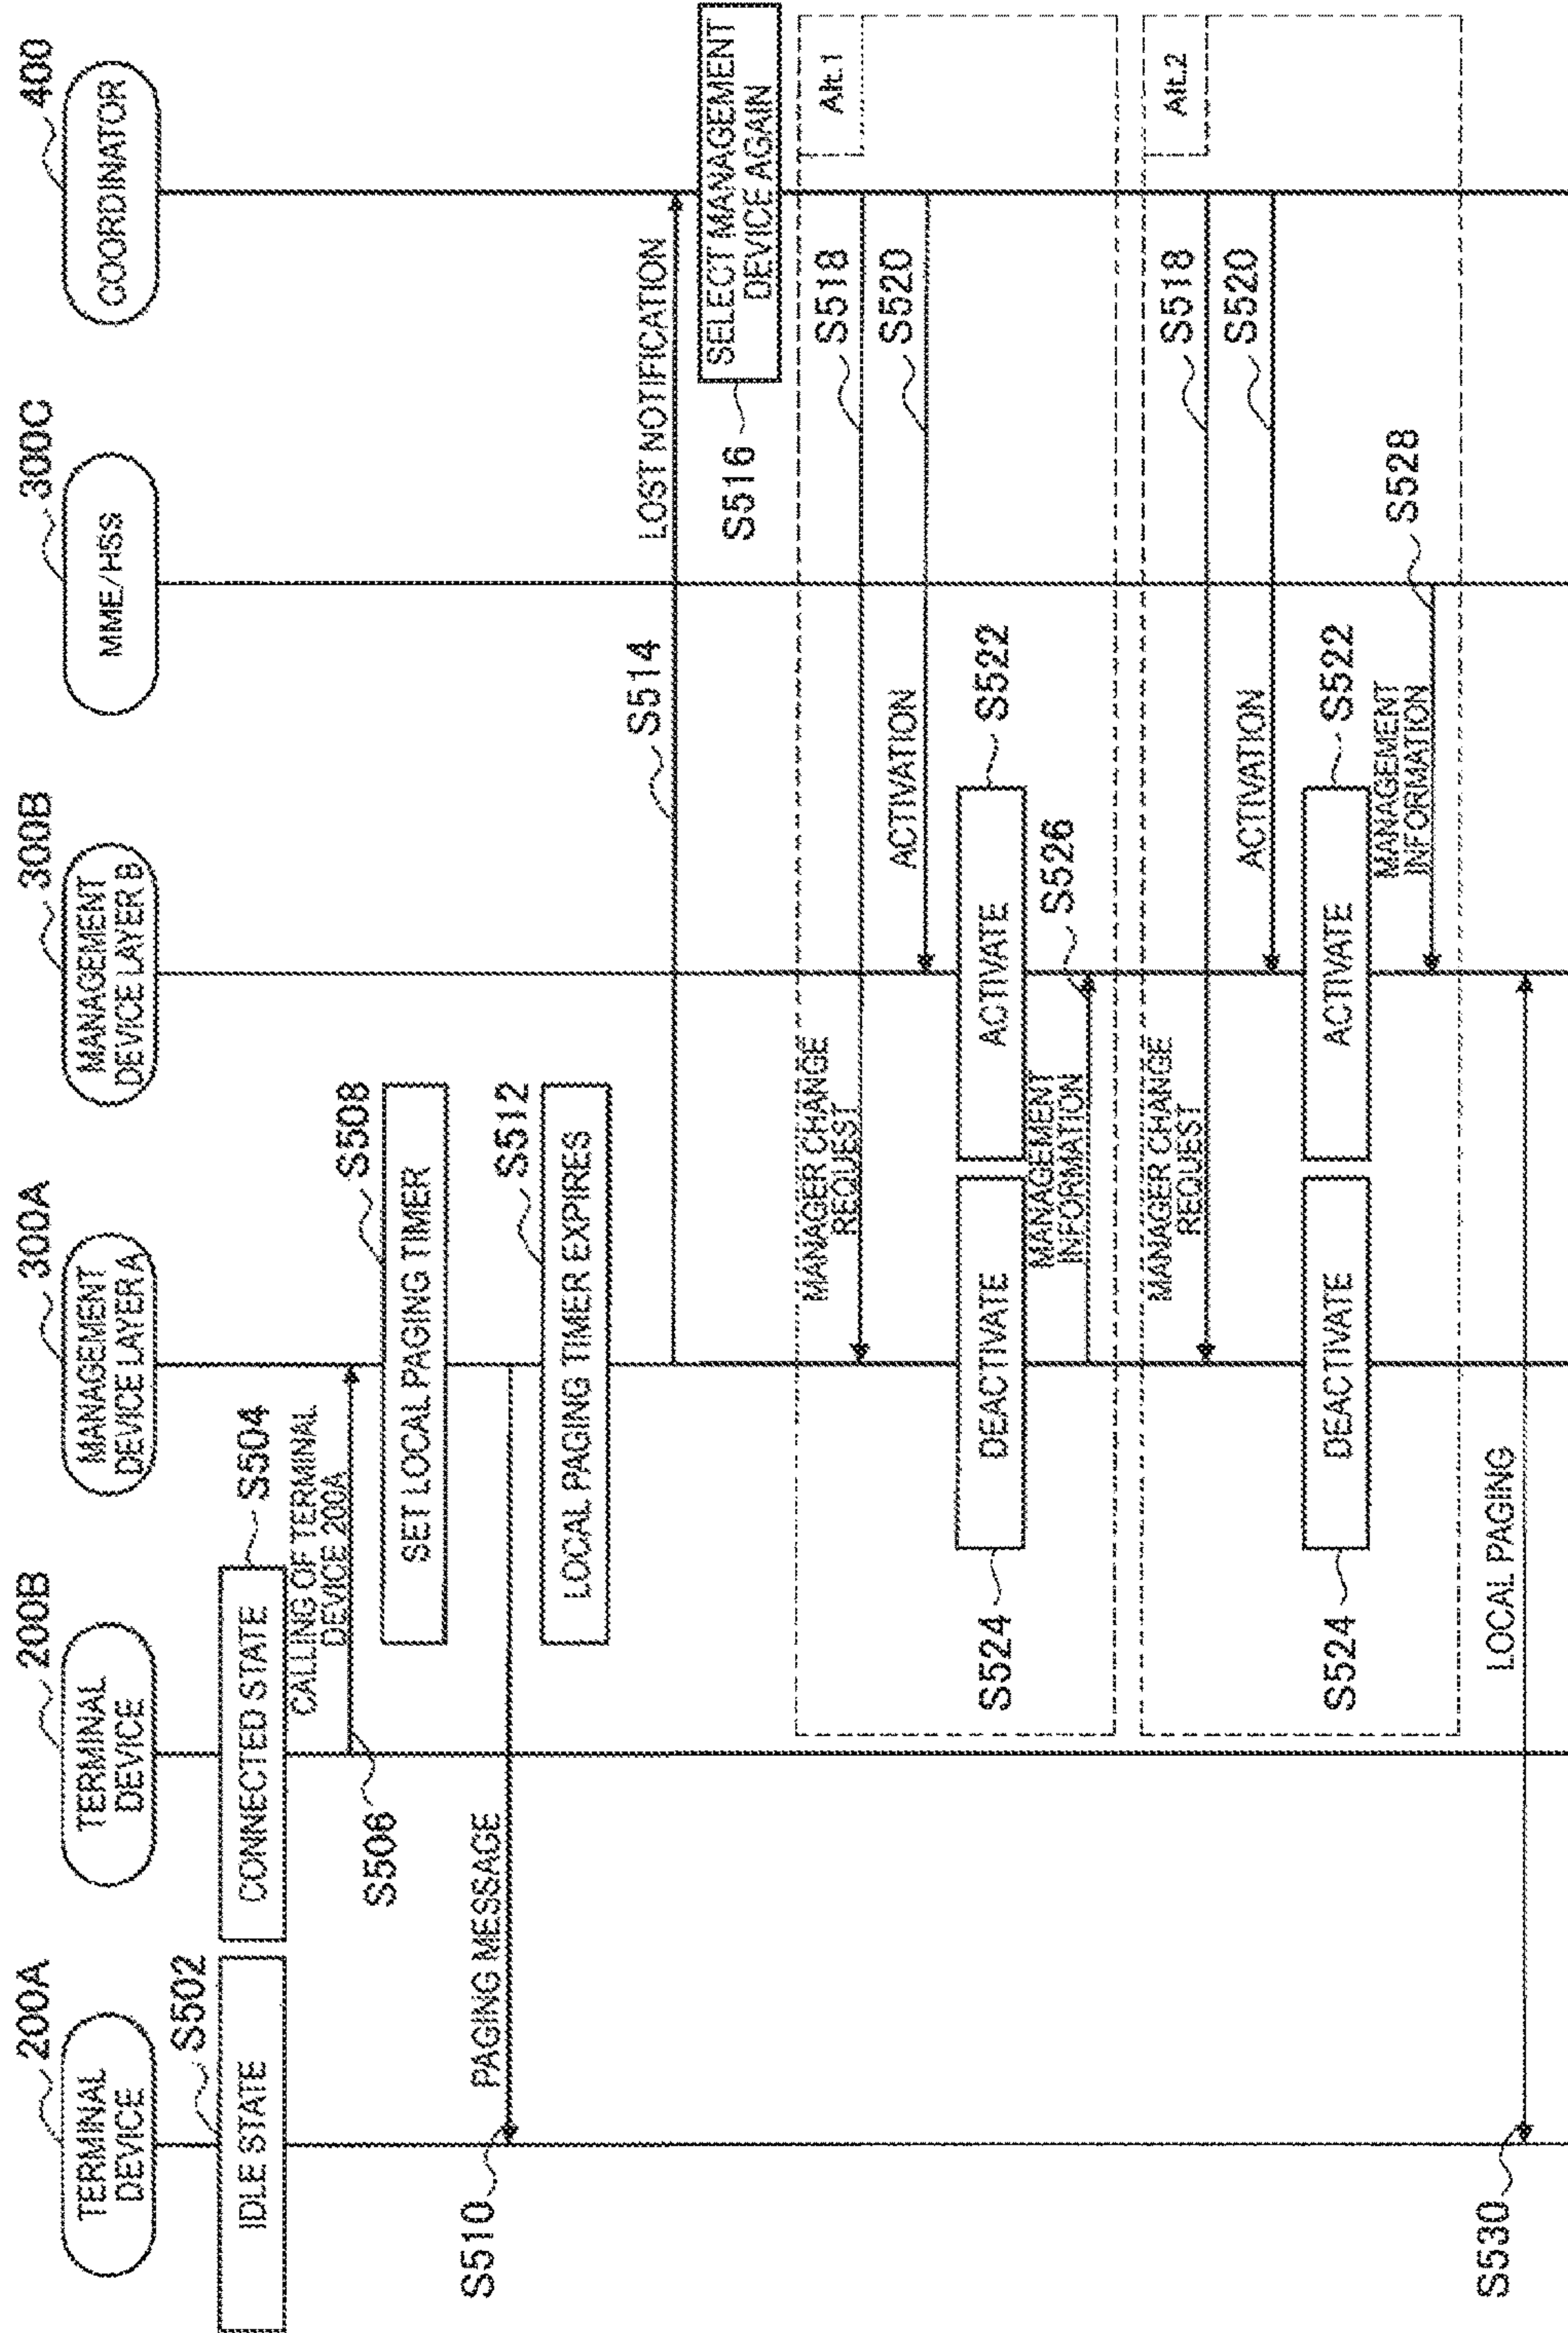 200A
TERMINAL
DEVICE
200B
TERMINAL
DEVICE
300A
MANAGEMENT
DEVICE LAYER A
300B
MANAGEMENT
DEVICE LAYER B
300C
MME/HSS
400
COORDINATOR
S502
IDLE STATE
CONNECTED STATE
S504
CALLING OF TERMINAL
DEVICE 200A
S506
S508
SET LOCAL PAGING TIMER
PAGING MESSAGE
S510
S512
LOCAL PAGING TIMER EXPIRES
S514
LOST NOTIFICATION
S516
SELECT MANAGEMENT
DEVICE AGAIN
Alt.1
MANAGER CHANGE
REQUEST
S518
ACTIVATION
S520
S524
DEACTIVATE
ACTIVATE
S522
MANAGEMENT
INFORMATION
S526
Alt.2
MANAGER CHANGE
REQUEST
S518
ACTIVATION
S520
S524
DEACTIVATE
ACTIVATE
S522
MANAGEMENT
INFORMATION
S528
LOCAL PAGING
S530